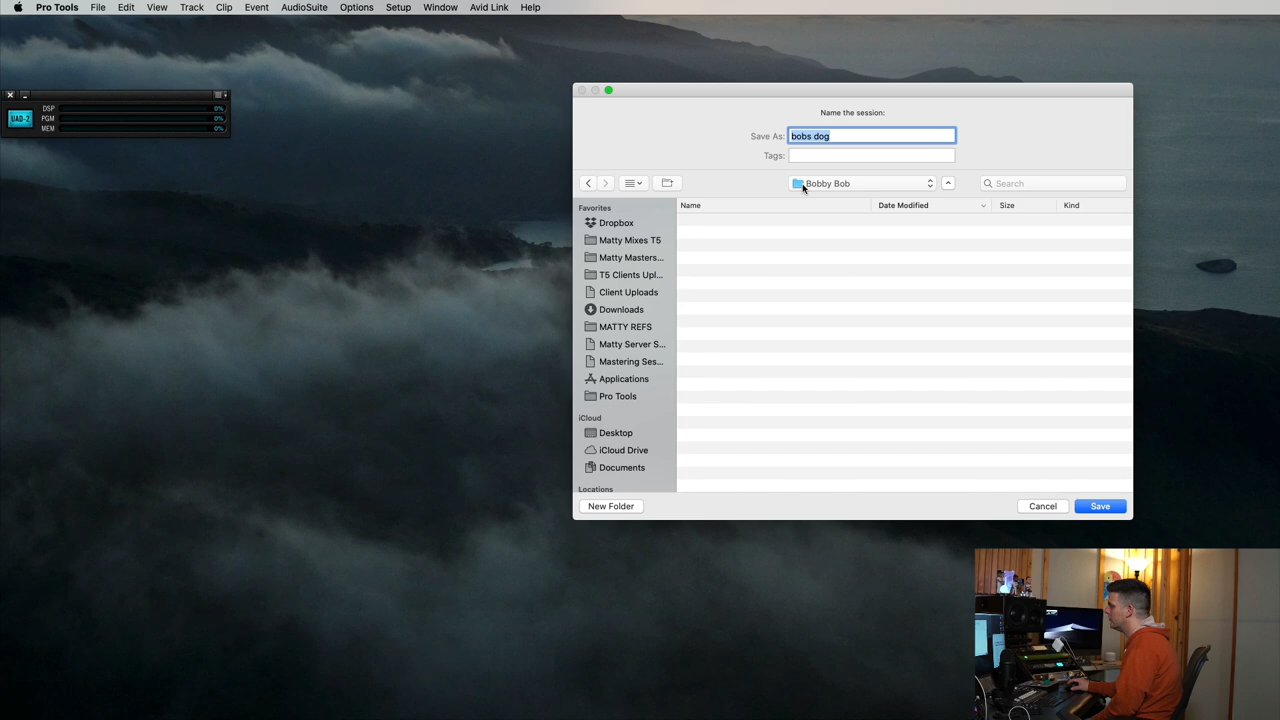 Pro Tools File Edit View Track Clip Event AudioSuite Options Setup Window Avid Link Help
UAD-2
DSP 0%
PGM 0%
MEM 0%
Name the session:
Save As: bobs dog
Tags:
Bobby Bob
Search
Favorites
Dropbox
Matty Mixes T5
Matty Masters...
T5 Clients Upl...
Client Uploads
Downloads
MATTY REFS
Matty Server S...
Mastering Ses...
Applications
Pro Tools
iCloud
Desktop
iCloud Drive
Documents
Locations
Name Date Modified Size Kind
New Folder Cancel Save